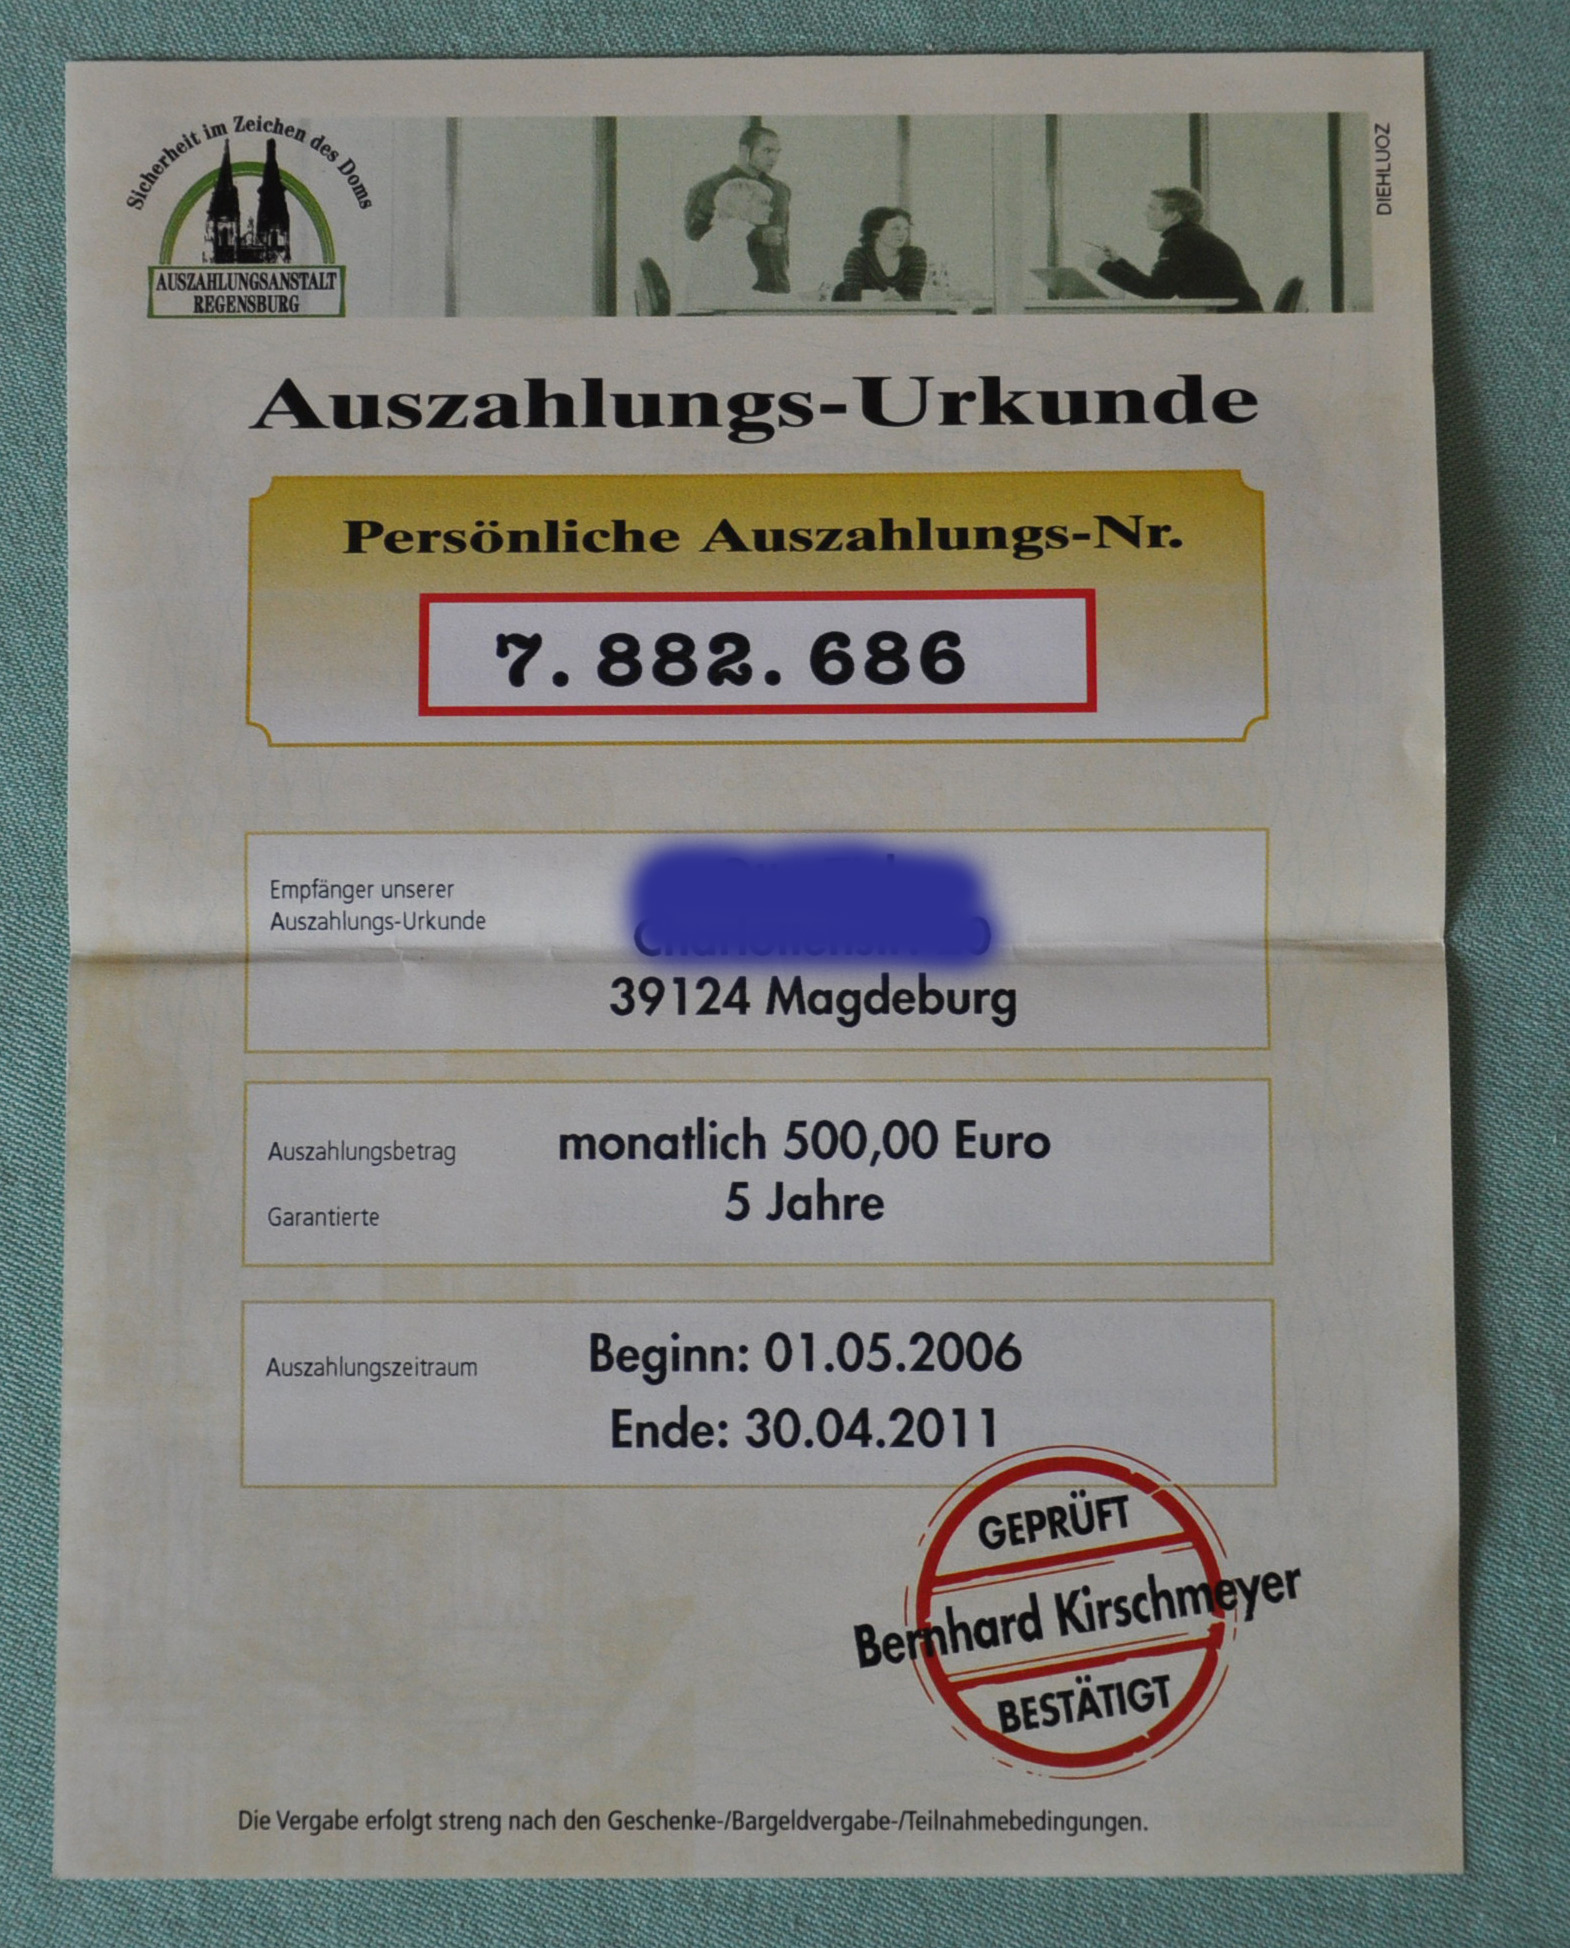 Sicherheit im Zeichen des Doms
AUSZAHLUNGSANSTALT
REGENSBURG
DIEHLUOZ
Auszahlungs-Urkunde
Persönliche Auszahlungs-Nr.
7.882.686
Empfänger unserer
Auszahlungs-Urkunde
39124 Magdeburg
Auszahlungsbetrag monatlich 500,00 Euro
Garantierte 5 Jahre
Auszahlungszeitraum Beginn: 01.05.2006
Ende: 30.04.2011
GEPRÜFT
Bernhard Kirschmeyer
BESTÄTIGT
Die Vergabe erfolgt streng nach den Geschenke-/Bargeldvergabe-/Teilnahmebedingungen.